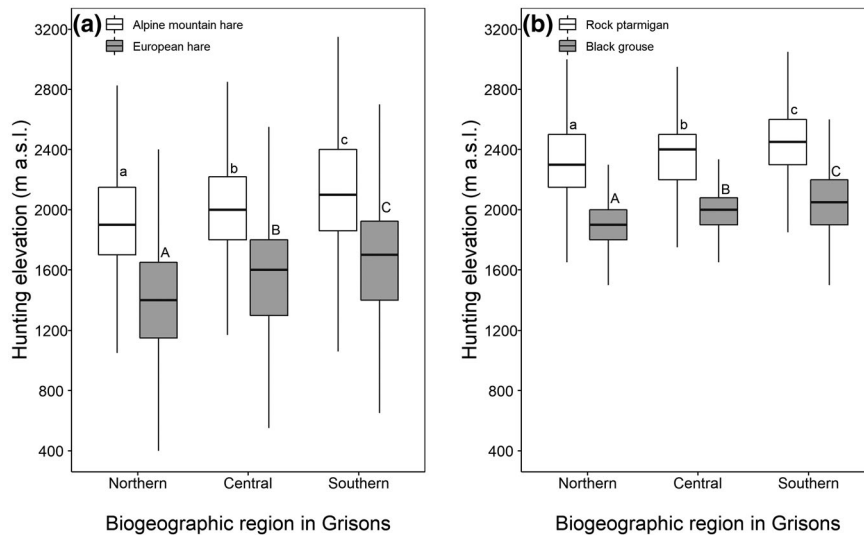 (a)
Alpine mountain hare
European hare
Hunting elevation (m a.s.l.)
3200
2800
2400
2000
1600
1200
800
400
a
A
b
B
c
C
Northern Central Southern
Biogeographic region in Grisons
(b)
Rock ptarmigan
Black grouse
Hunting elevation (m a.s.l.)
3200
2800
2400
2000
1600
1200
800
400
a
A
b
B
c
C
Northern Central Southern
Biogeographic region in Grisons